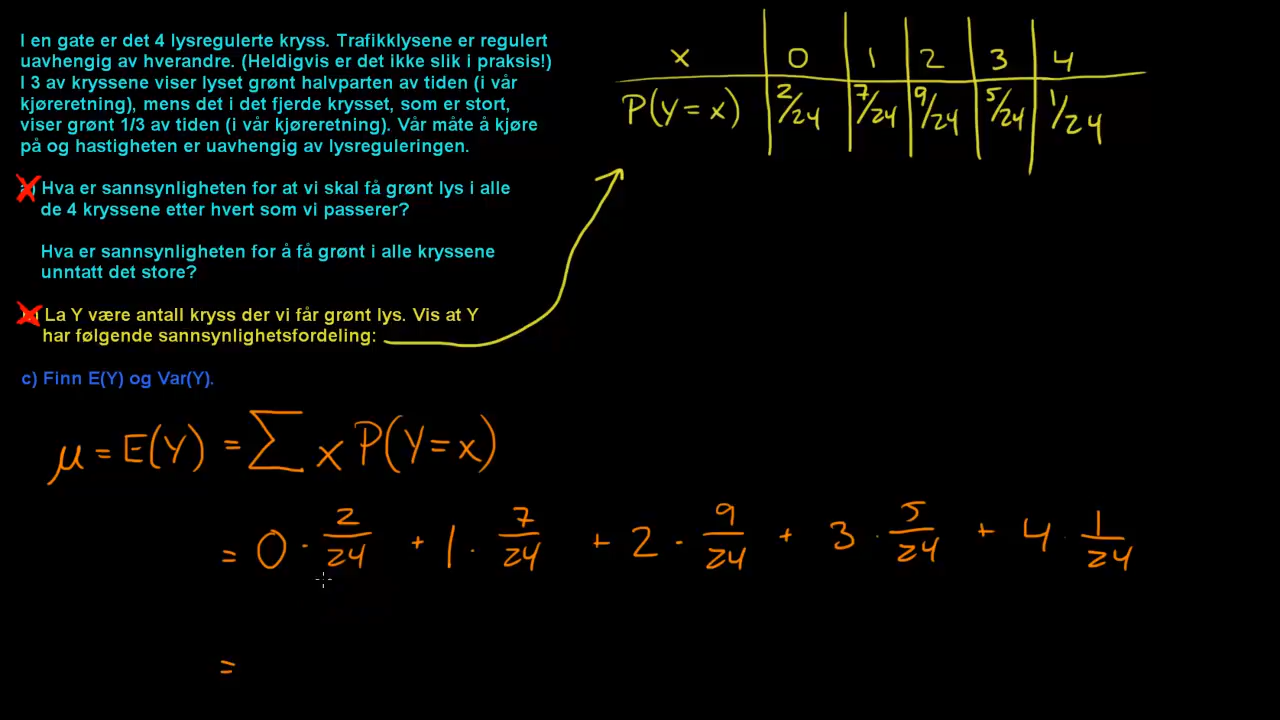 I en gate er det 4 lysregulerte kryss. Trafikklysene er regulert
uavhengig av hverandre. (Heldigvis er det ikke slik i praksis!)
I 3 av kryssene viser lyset grønt halvparten av tiden (i vår
kjøreretning), mens det i det fjerde krysset, som er stort,
viser grønt 1/3 av tiden (i vår kjøreretning). Vår måte å kjøre
på og hastigheten er uavhengig av lysreguleringen.
a) Hva er sannsynligheten for at vi skal få grønt lys i alle
de 4 kryssene etter hvert som vi passerer?
Hva er sannsynligheten for å få grønt i alle kryssene
unntatt det store?
b) La Y være antall kryss der vi får grønt lys. Vis at Y
har følgende sannsynlighetsfordeling:
c) Finn E(Y) og Var(Y).
x 0 1 2 3 4
P(Y=x) 2/24 7/24 9/24 5/24 1/24
μ = E(Y) = ∑ x P(Y=x)
= 0 · 2/24 + 1 · 7/24 + 2 · 9/24 + 3 · 5/24 + 4 · 1/24
=